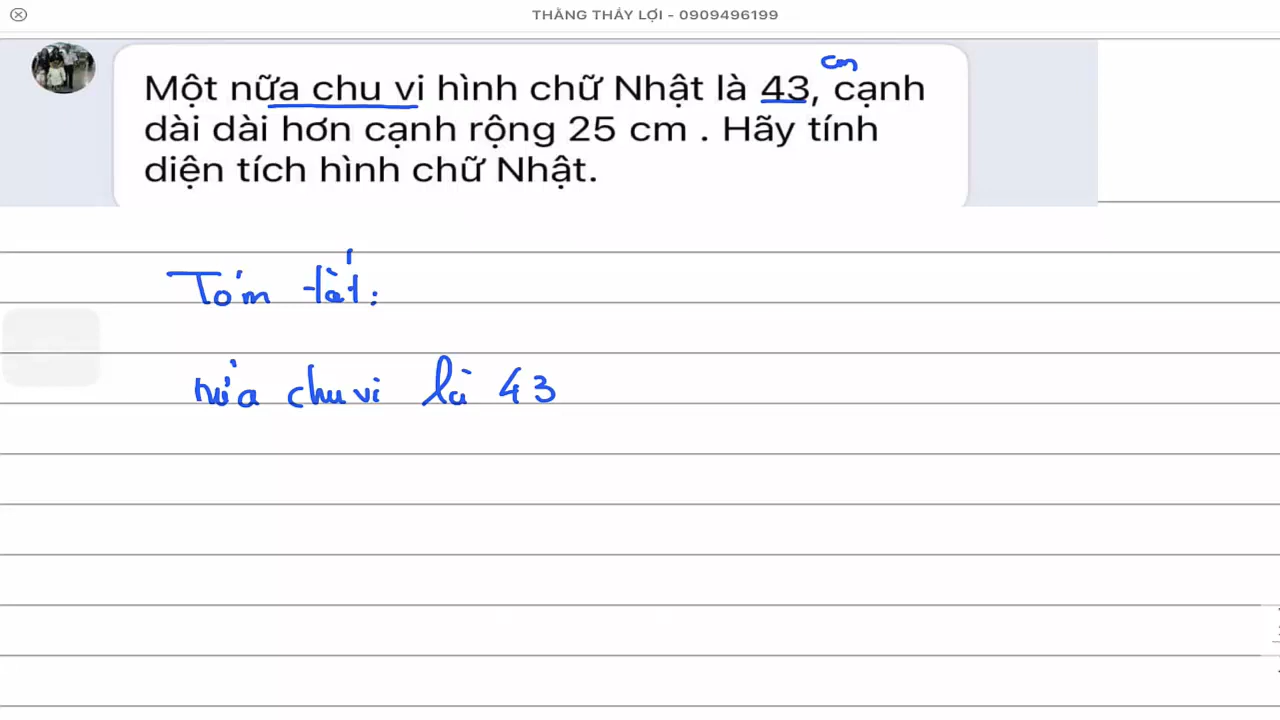 THẰNG THẦY LỢI - 0909496199
cm
Một nữa chu vi hình chữ Nhật là 43, cạnh
dài dài hơn cạnh rộng 25 cm . Hãy tính
diện tích hình chữ Nhật.
Tóm tắt:
nửa chu vi là 43